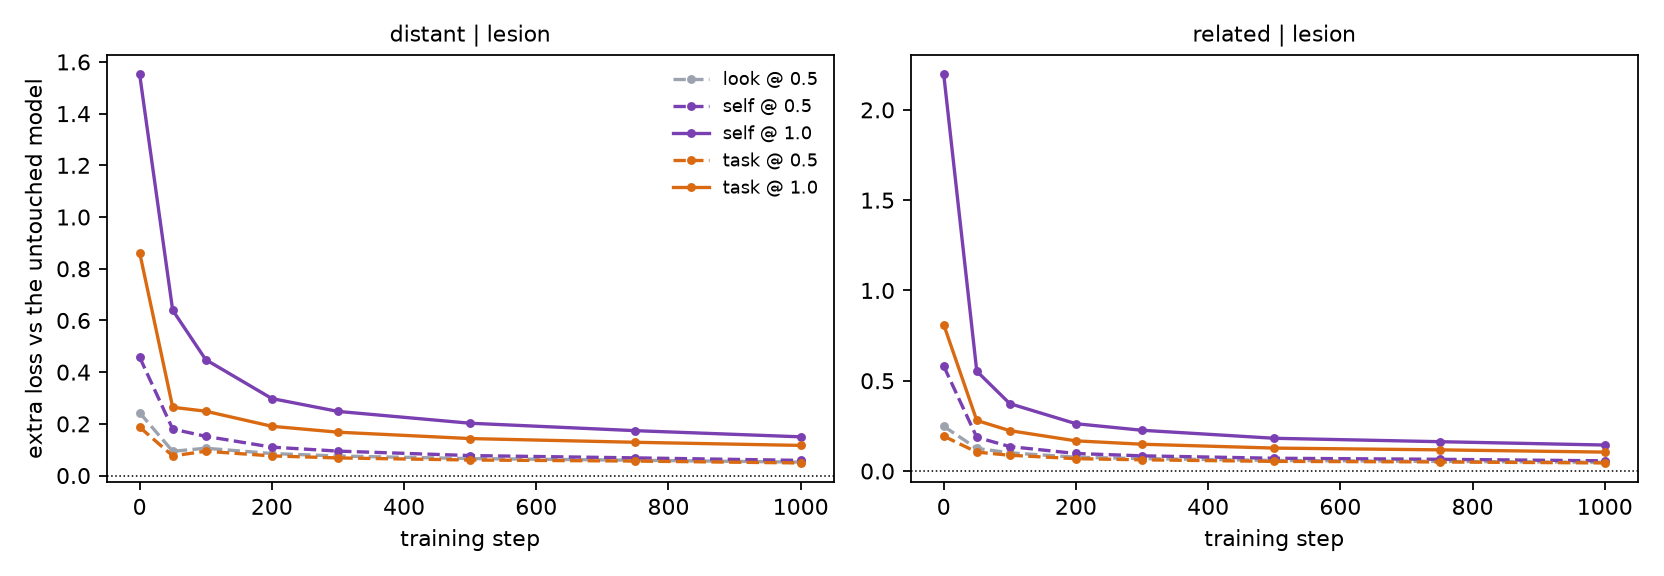 distant | lesion
extra loss vs the untouched model
1.6
1.4
1.2
1.0
0.8
0.6
0.4
0.2
0.0
look @ 0.5
self @ 0.5
self @ 1.0
task @ 0.5
task @ 1.0
0 200 400 600 800 1000
training step
related | lesion
2.0
1.5
1.0
0.5
0.0
0 200 400 600 800 1000
training step